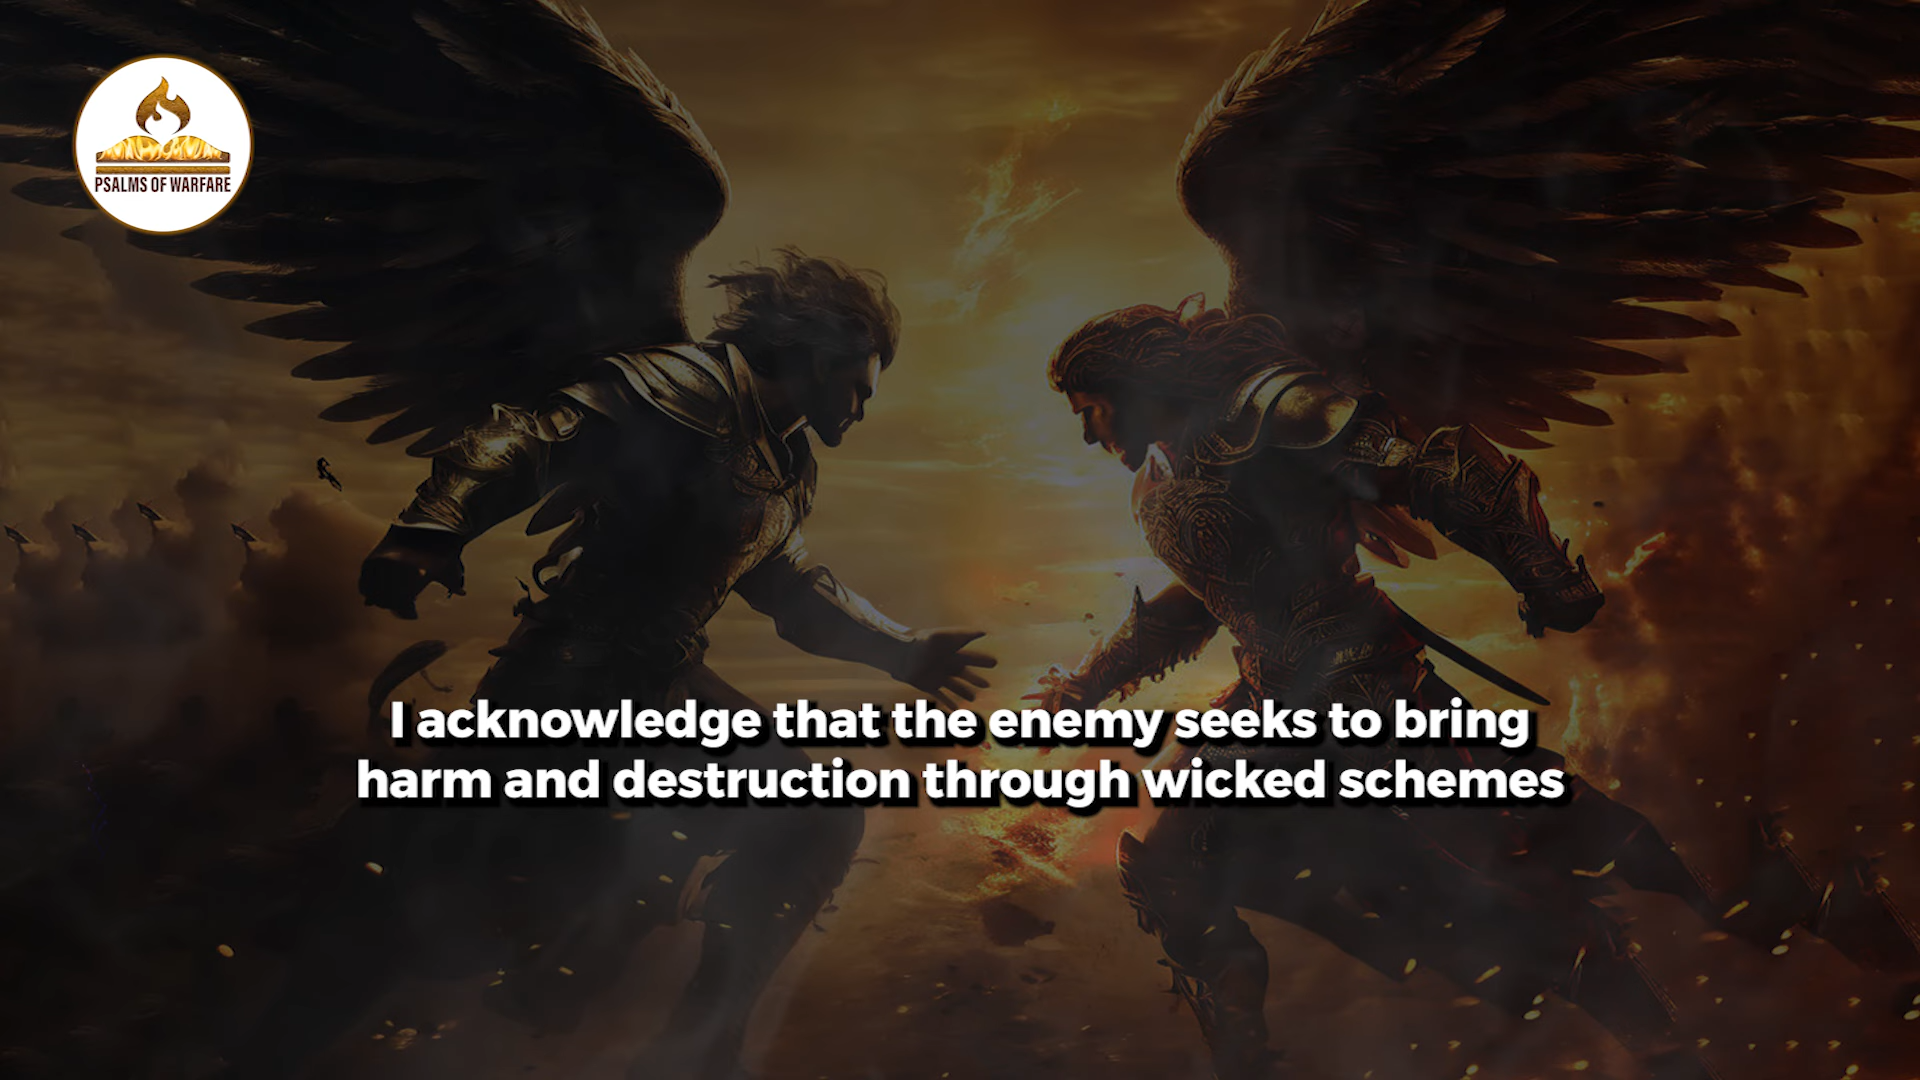 PSALMS OF WARFARE
I acknowledge that the enemy seeks to bring
harm and destruction through wicked schemes